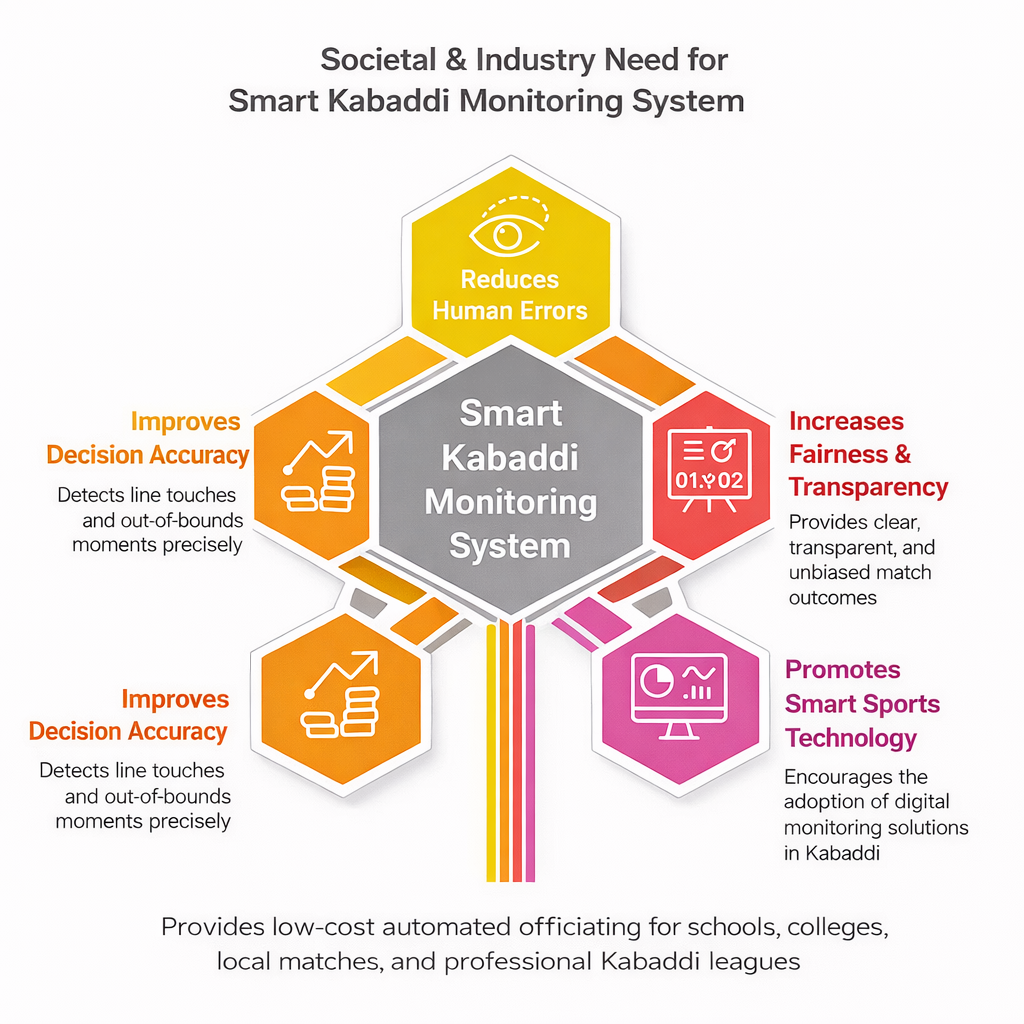 Societal & Industry Need for
Smart Kabaddi Monitoring System
Reduces
Human Errors
Smart
Kabaddi
Monitoring
System
Improves
Decision Accuracy
Detects line touches
and out-of-bounds
moments precisely
01.⚲02
Increases
Fairness &
Transparency
Provides clear,
transparent, and
unbiased match
outcomes
Improves
Decision Accuracy
Detects line touches
and out-of-bounds
moments precisely
Promotes
Smart Sports
Technology
Encourages the
adoption of digital
monitoring solutions
in Kabaddi
Provides low-cost automated officiating for schools, colleges,
local matches, and professional Kabaddi leagues